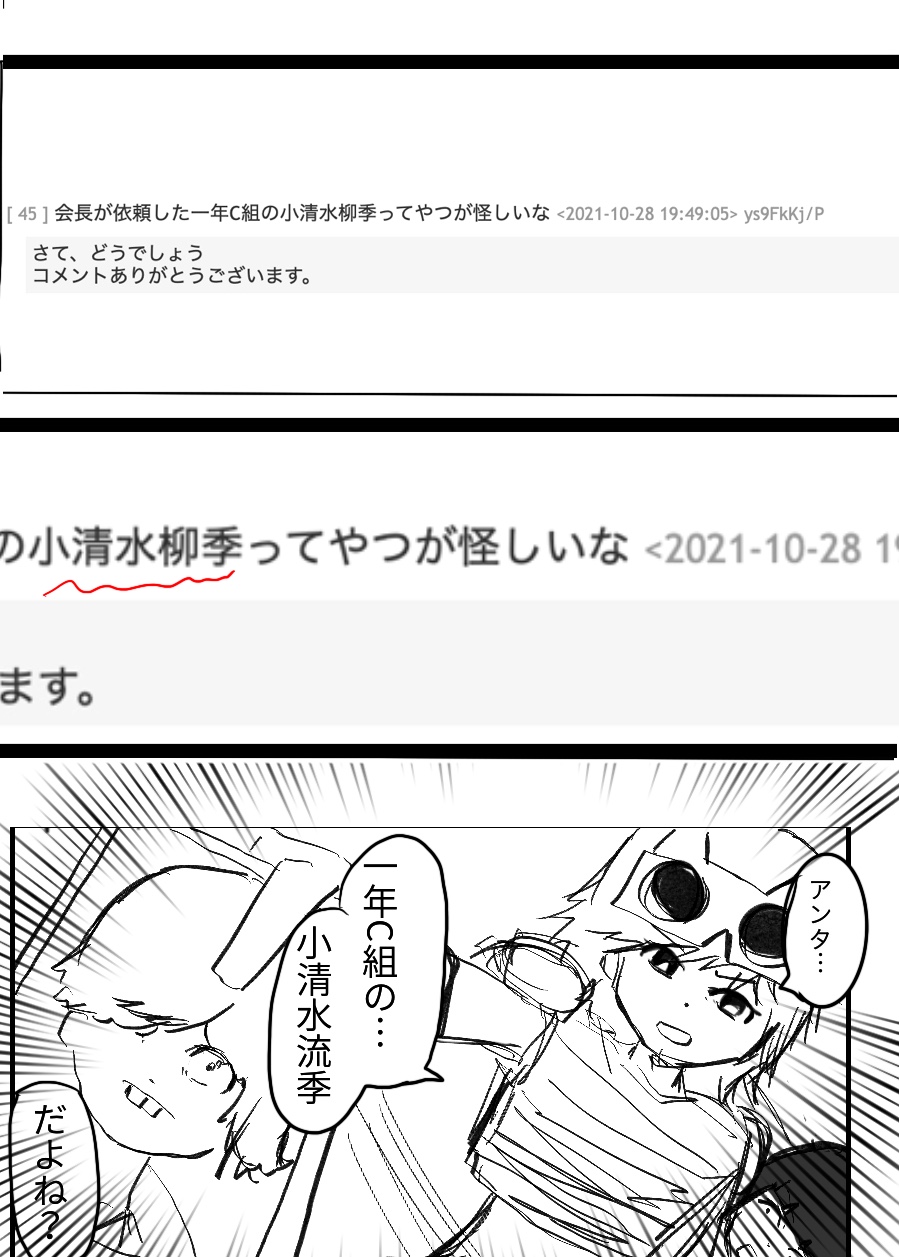 [ 45 ] 会長が依頼した一年C組の小清水柳季ってやつが怪しいな <2021-10-28 19:49:05> ys9FkKj/P
さて、どうでしょう
コメントありがとうございます。
の小清水柳季ってやつが怪しいな <2021-10-28 19
ます。
アンタ…
一年C組の…
小清水流季
だよね?